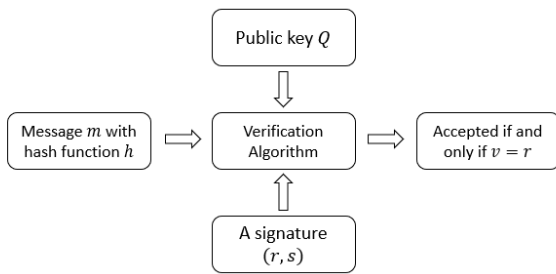 Public key Q
Message m with
hash function h
Verification
Algorithm
Accepted if and
only if v = r
A signature
(r, s)